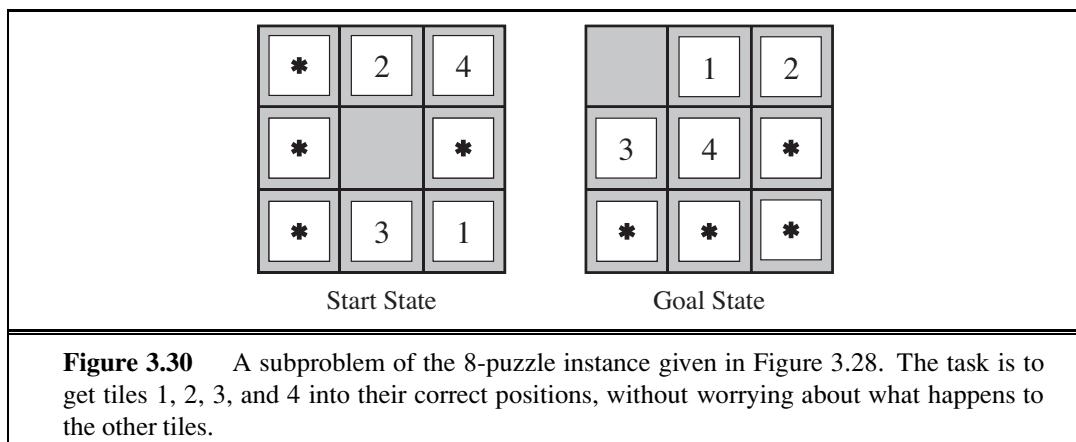 * 2 4
* *
* 3 1
Start State
1 2
3 4 *
* * *
Goal State
Figure 3.30 A subproblem of the 8-puzzle instance given in Figure 3.28. The task is to
get tiles 1, 2, 3, and 4 into their correct positions, without worrying about what happens to
the other tiles.